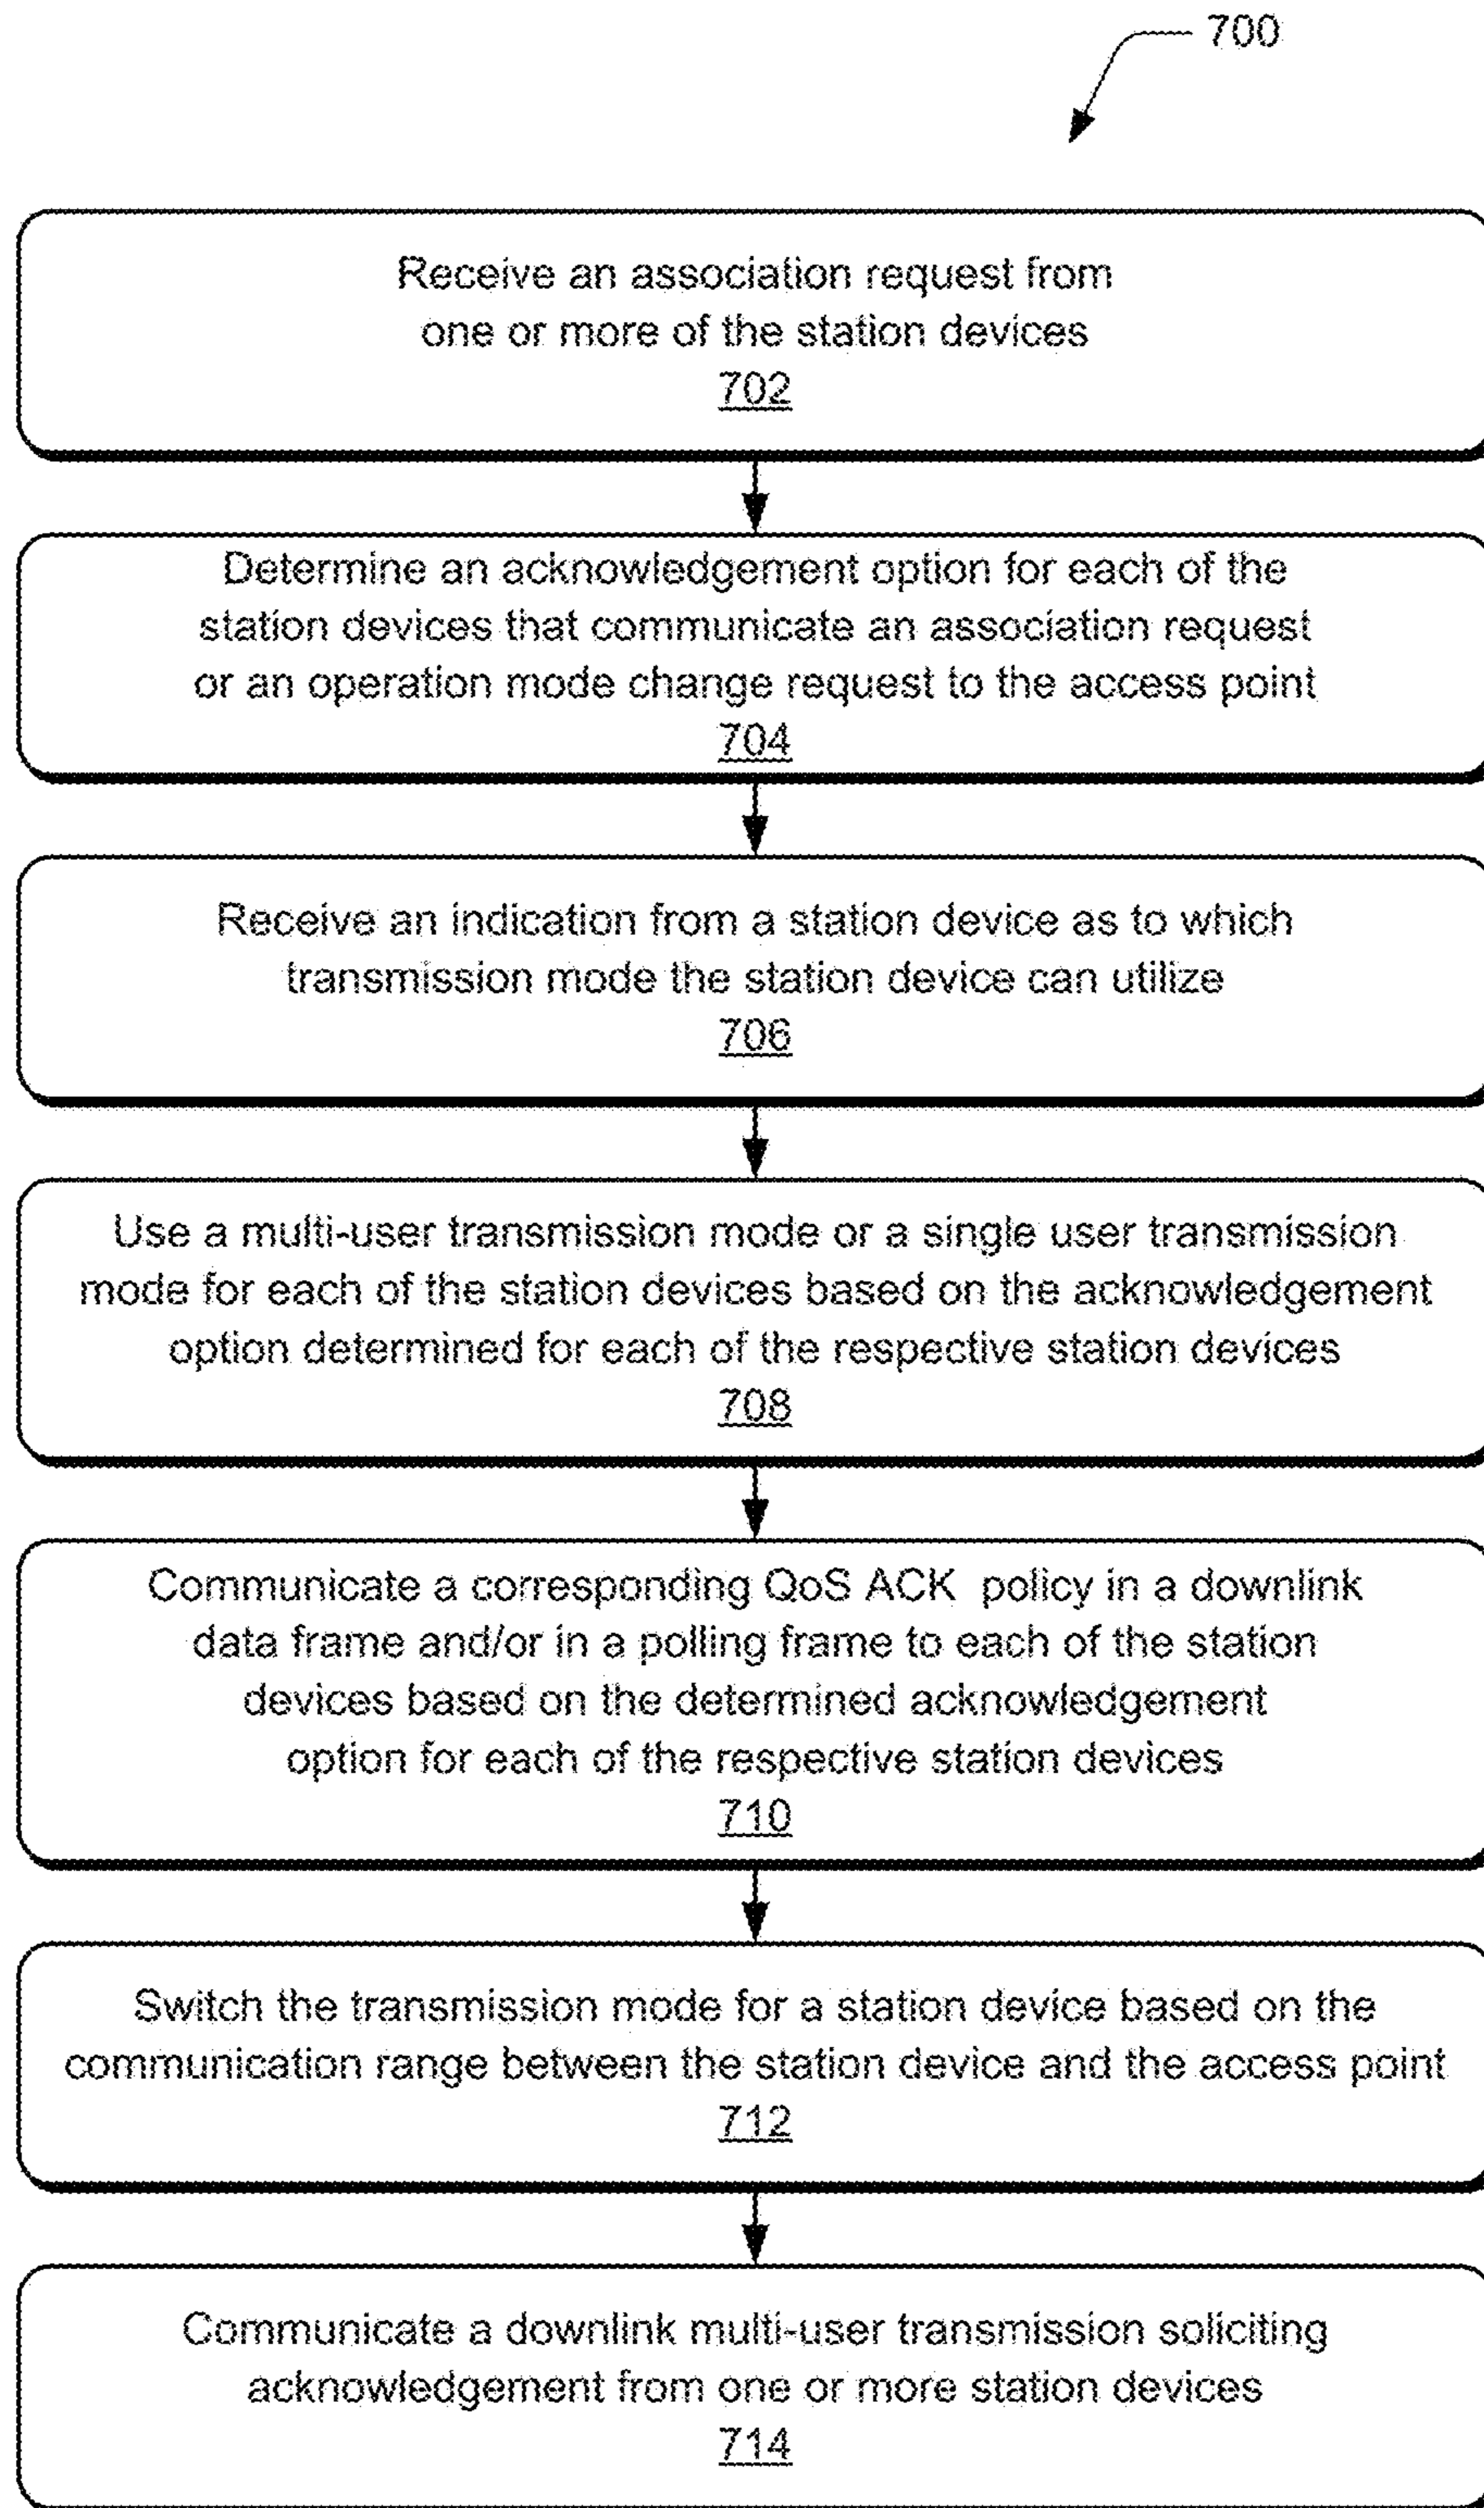 700
Receive an association request from
one or more of the station devices
702
Determine an acknowledgement option for each of the
station devices that communicate an association request
or an operation mode change request to the access point
704
Receive an indication from a station device as to which
transmission mode the station device can utilize
706
Use a multi-user transmission mode or a single user transmission
mode for each of the station devices based on the acknowledgement
option determined for each of the respective station devices
708
Communicate a corresponding QoS ACK policy in a downlink
data frame and/or in a polling frame to each of the station
devices based on the determined acknowledgement
option for each of the respective station devices
710
Switch the transmission mode for a station device based on the
communication range between the station device and the access point
712
Communicate a downlink multi-user transmission soliciting
acknowledgement from one or more station devices
714